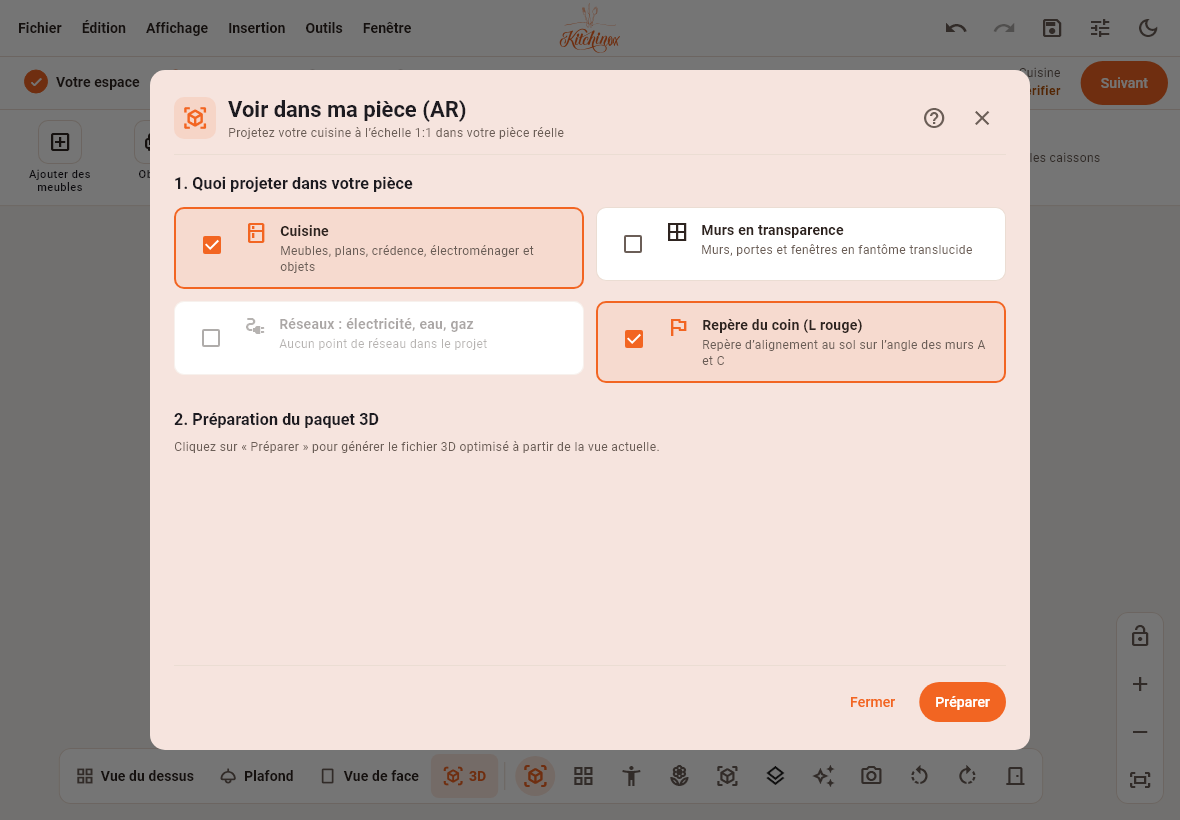 Fichier Édition Affichage Insertion Outils Fenêtre
Kitchinox
Votre espace
Cuisine
Suivant
Ajouter des
meubles
les caissons
Voir dans ma pièce (AR)
Projetez votre cuisine à l’échelle 1:1 dans votre pièce réelle
1. Quoi projeter dans votre pièce
Cuisine
Meubles, plans, crédence, électroménager et
objets
Murs en transparence
Murs, portes et fenêtres en fantôme translucide
Réseaux : électricité, eau, gaz
Aucun point de réseau dans le projet
Repère du coin (L rouge)
Repère d’alignement au sol sur l’angle des murs A
et C
2. Préparation du paquet 3D
Cliquez sur « Préparer » pour générer le fichier 3D optimisé à partir de la vue actuelle.
Fermer
Préparer
Vue du dessus Plafond Vue de face 3D